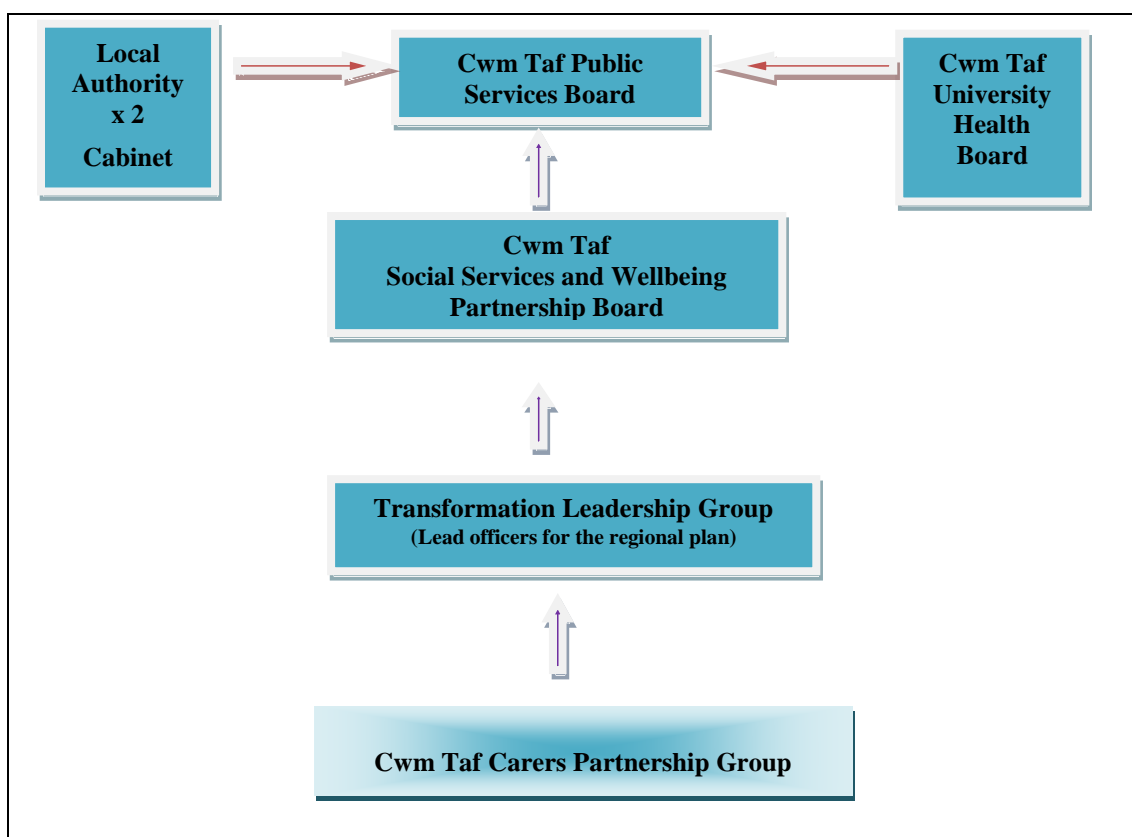 Local
Authority
x 2
Cabinet
Cwm Taf Public
Services Board
Cwm Taf
University
Health
Board
Cwm Taf
Social Services and Wellbeing
Partnership Board
Transformation Leadership Group
(Lead officers for the regional plan)
Cwm Taf Carers Partnership Group